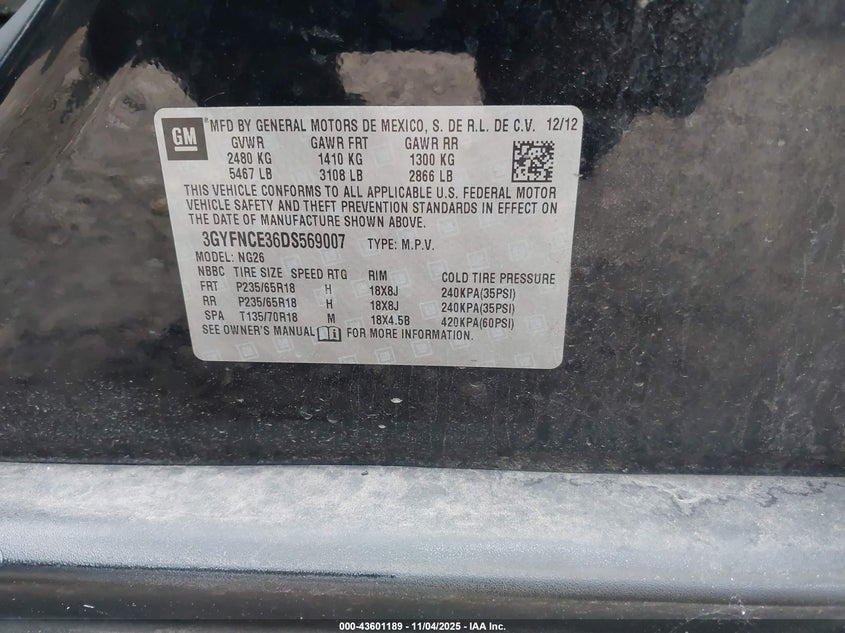 GM
®MFD BY GENERAL MOTORS DE MEXICO, S. DE R.L. DE C.V. 12/12
GVWR GAWR FRT GAWR RR
2480 KG 1410 KG 1300 KG
5467 LB 3108 LB 2866 LB
THIS VEHICLE CONFORMS TO ALL APPLICABLE U.S. FEDERAL MOTOR
VEHICLE SAFETY AND THEFT PREVENTION STANDARDS IN EFFECT ON
THE DATE OF MANUFACTURE SHOWN ABOVE.
3GYFNCE36DS569007 TYPE: M.P.V.
MODEL: NG26
NBBC TIRE SIZE SPEED RTG RIM COLD TIRE PRESSURE
FRT P235/65R18 H 18X8J 240KPA(35PSI)
RR P235/65R18 H 18X8J 240KPA(35PSI)
SPA T135/70R18 M 18X4.5B 420KPA(60PSI)
SEE OWNER'S MANUAL FOR MORE INFORMATION.
000-43601189 - 11/04/2025 - IAA Inc.